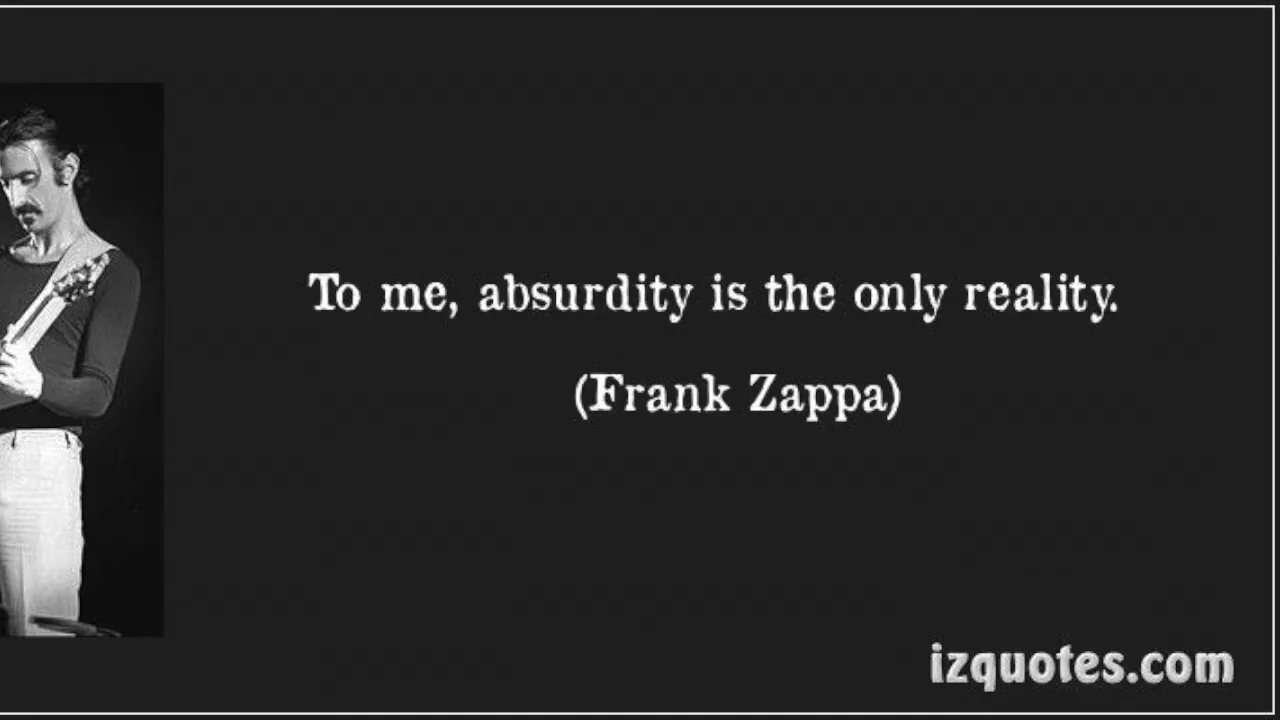 To me, absurdity is the only reality.
(Frank Zappa)
izquotes.com